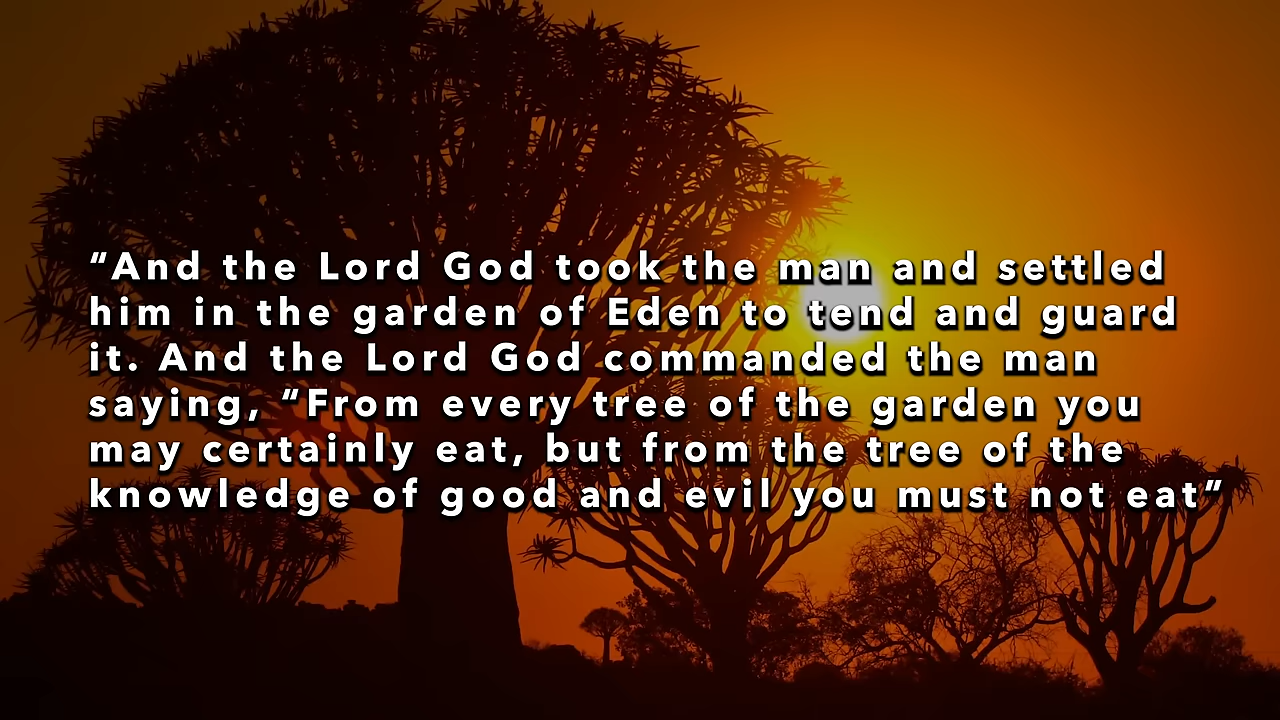 “And the Lord God took the man and settled
him in the garden of Eden to tend and guard
it. And the Lord God commanded the man
saying, “From every tree of the garden you
may certainly eat, but from the tree of the
knowledge of good and evil you must not eat”